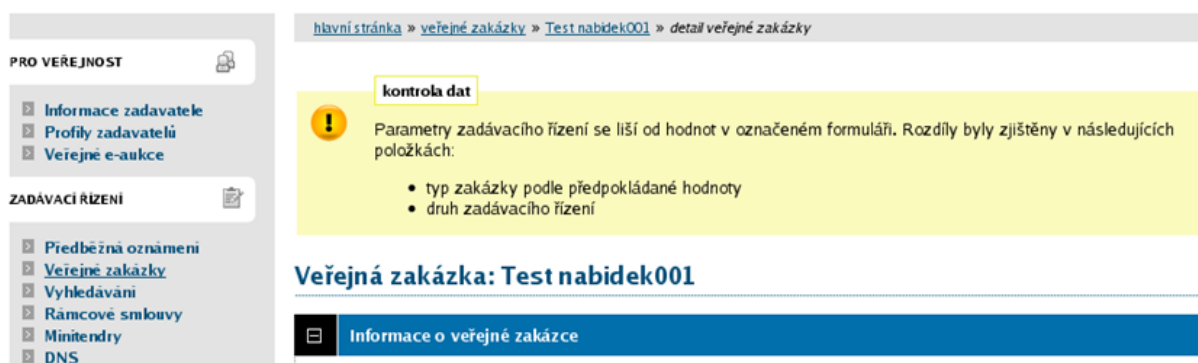 hlavní stránka » veřejné zakázky » Test nabidek001 » detail veřejné zakázky
PRO VEŘEJNOST
Informace zadavatele
Profily zadavatelů
Veřejné e-aukce
ZADÁVACÍ ŘÍZENÍ
Předběžná oznámení
Veřejné zakázky
Vyhledávání
Rámcové smlouvy
Minitendry
DNS
kontrola dat
Parametry zadávacího řízení se liší od hodnot v označeném formuláři. Rozdíly byly zjištěny v následujících
položkách:
• typ zakázky podle předpokládané hodnoty
• druh zadávacího řízení
Veřejná zakázka: Test nabidek001
Informace o veřejné zakázce